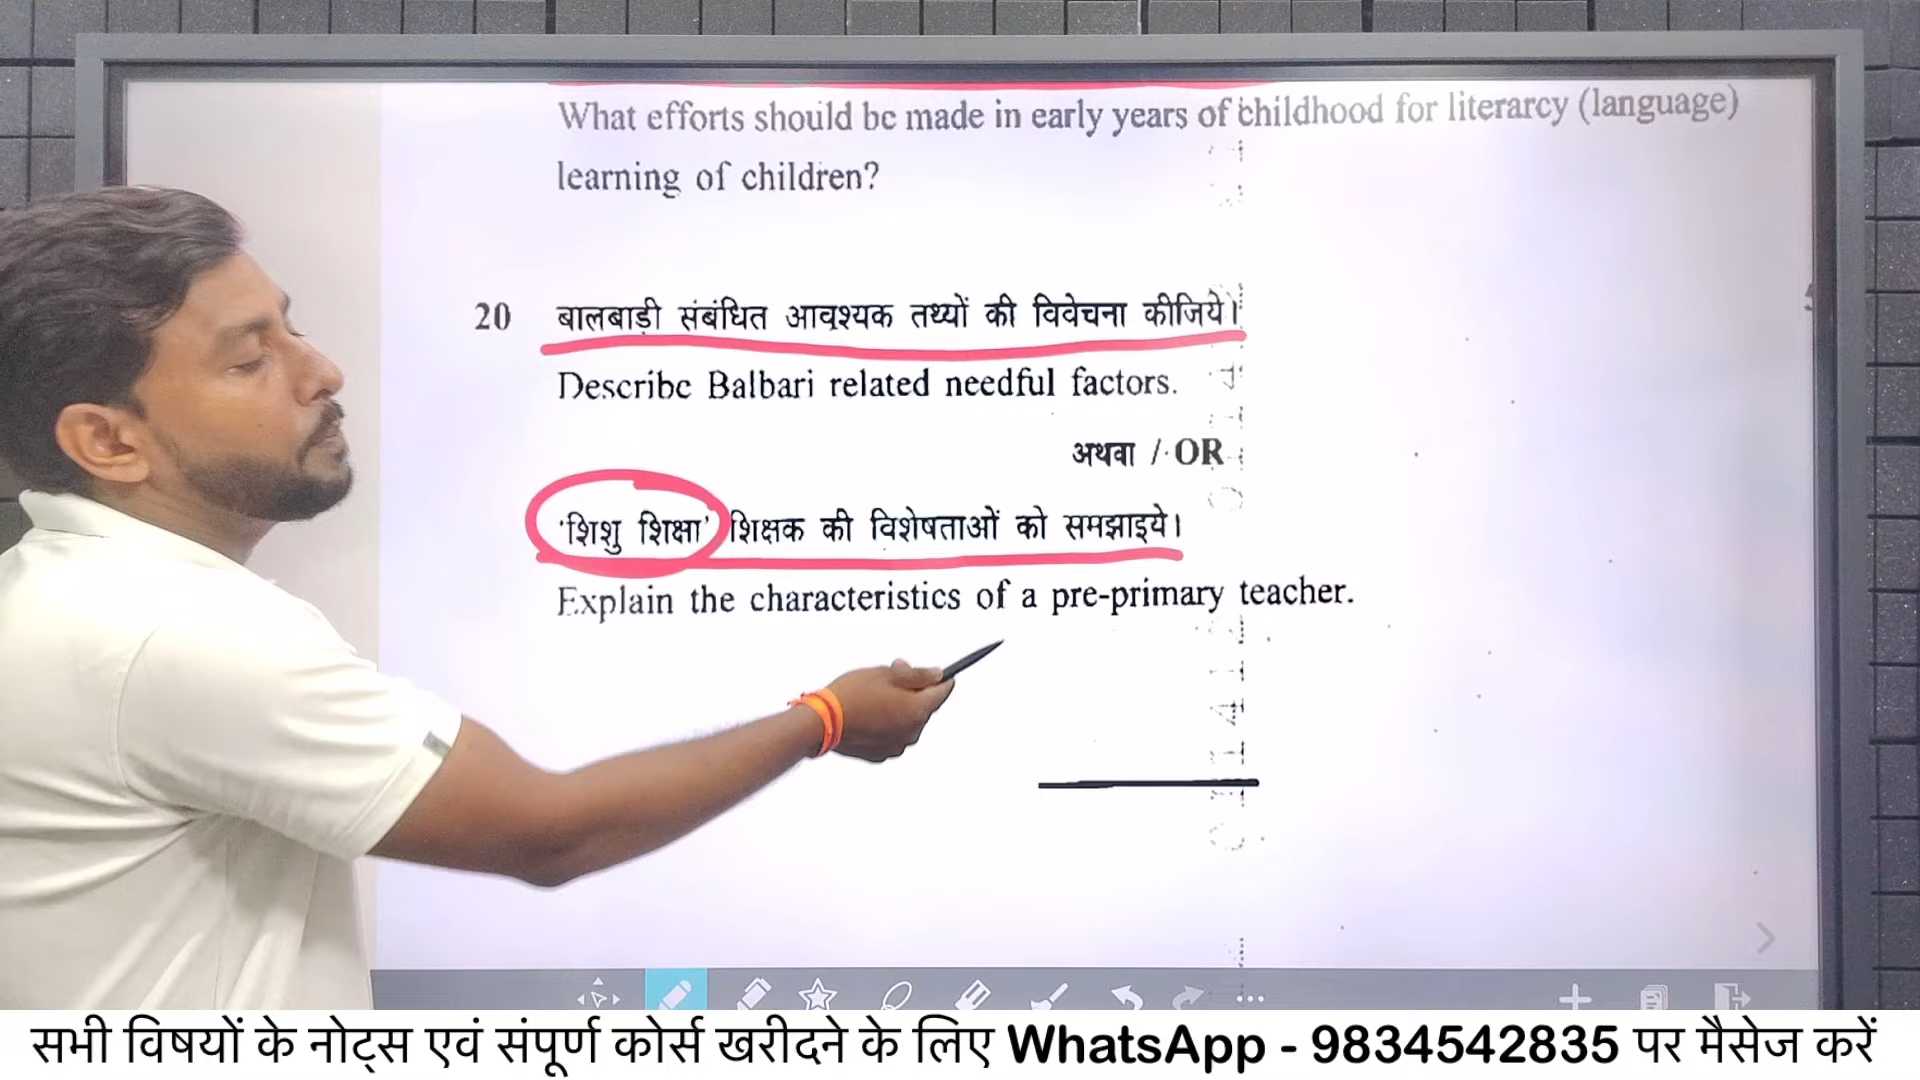 What efforts should be made in early years of childhood for literarcy (language)
learning of children?
20 बालबाड़ी संबंधित आवश्यक तथ्यों की विवेचना कीजिये।
Describe Balbari related needful factors.
अथवा / OR
'शिशु शिक्षा' शिक्षक की विशेषताओं को समझाइये।
Explain the characteristics of a pre-primary teacher.
सभी विषयों के नोट्स एवं संपूर्ण कोर्स खरीदने के लिए WhatsApp - 9834542835 पर मैसेज करें